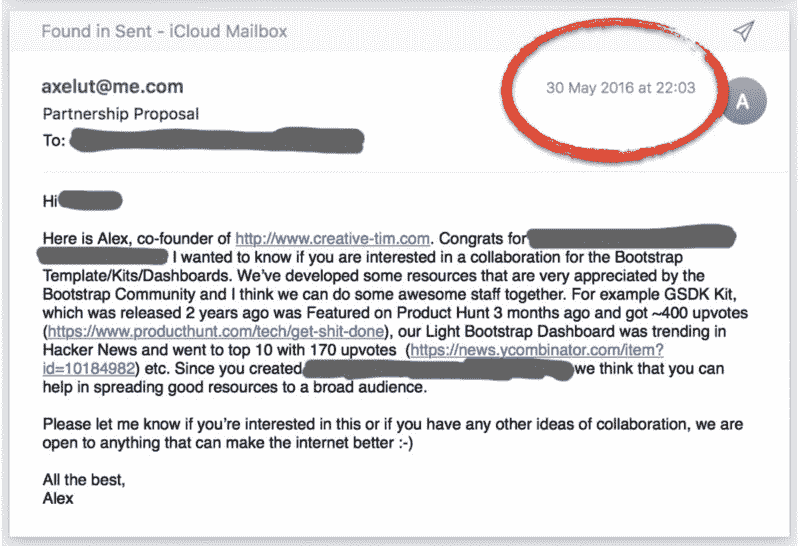 Found in Sent - iCloud Mailbox
axelut@me.com
30 May 2016 at 22:03
A
Partnership Proposal
To:
Hi
Here is Alex, co-founder of http://www.creative-tim.com. Congrats for
I wanted to know if you are interested in a collaboration for the Bootstrap
Template/Kits/Dashboards. We've developed some resources that are very appreciated by the
Bootstrap Community and I think we can do some awesome staff together. For example GSDK Kit,
which was released 2 years ago was Featured on Product Hunt 3 months ago and got ~400 upvotes
(https://www.producthunt.com/tech/get-shit-done), our Light Bootstrap Dashboard was trending in
Hacker News and went to top 10 with 170 upvotes (https://news.ycombinator.com/item?
id=10184982) etc. Since you created we think that you can
help in spreading good resources to a broad audience.
Please let me know if you're interested in this or if you have any other ideas of collaboration, we are
open to anything that can make the internet better :-)
All the best,
Alex